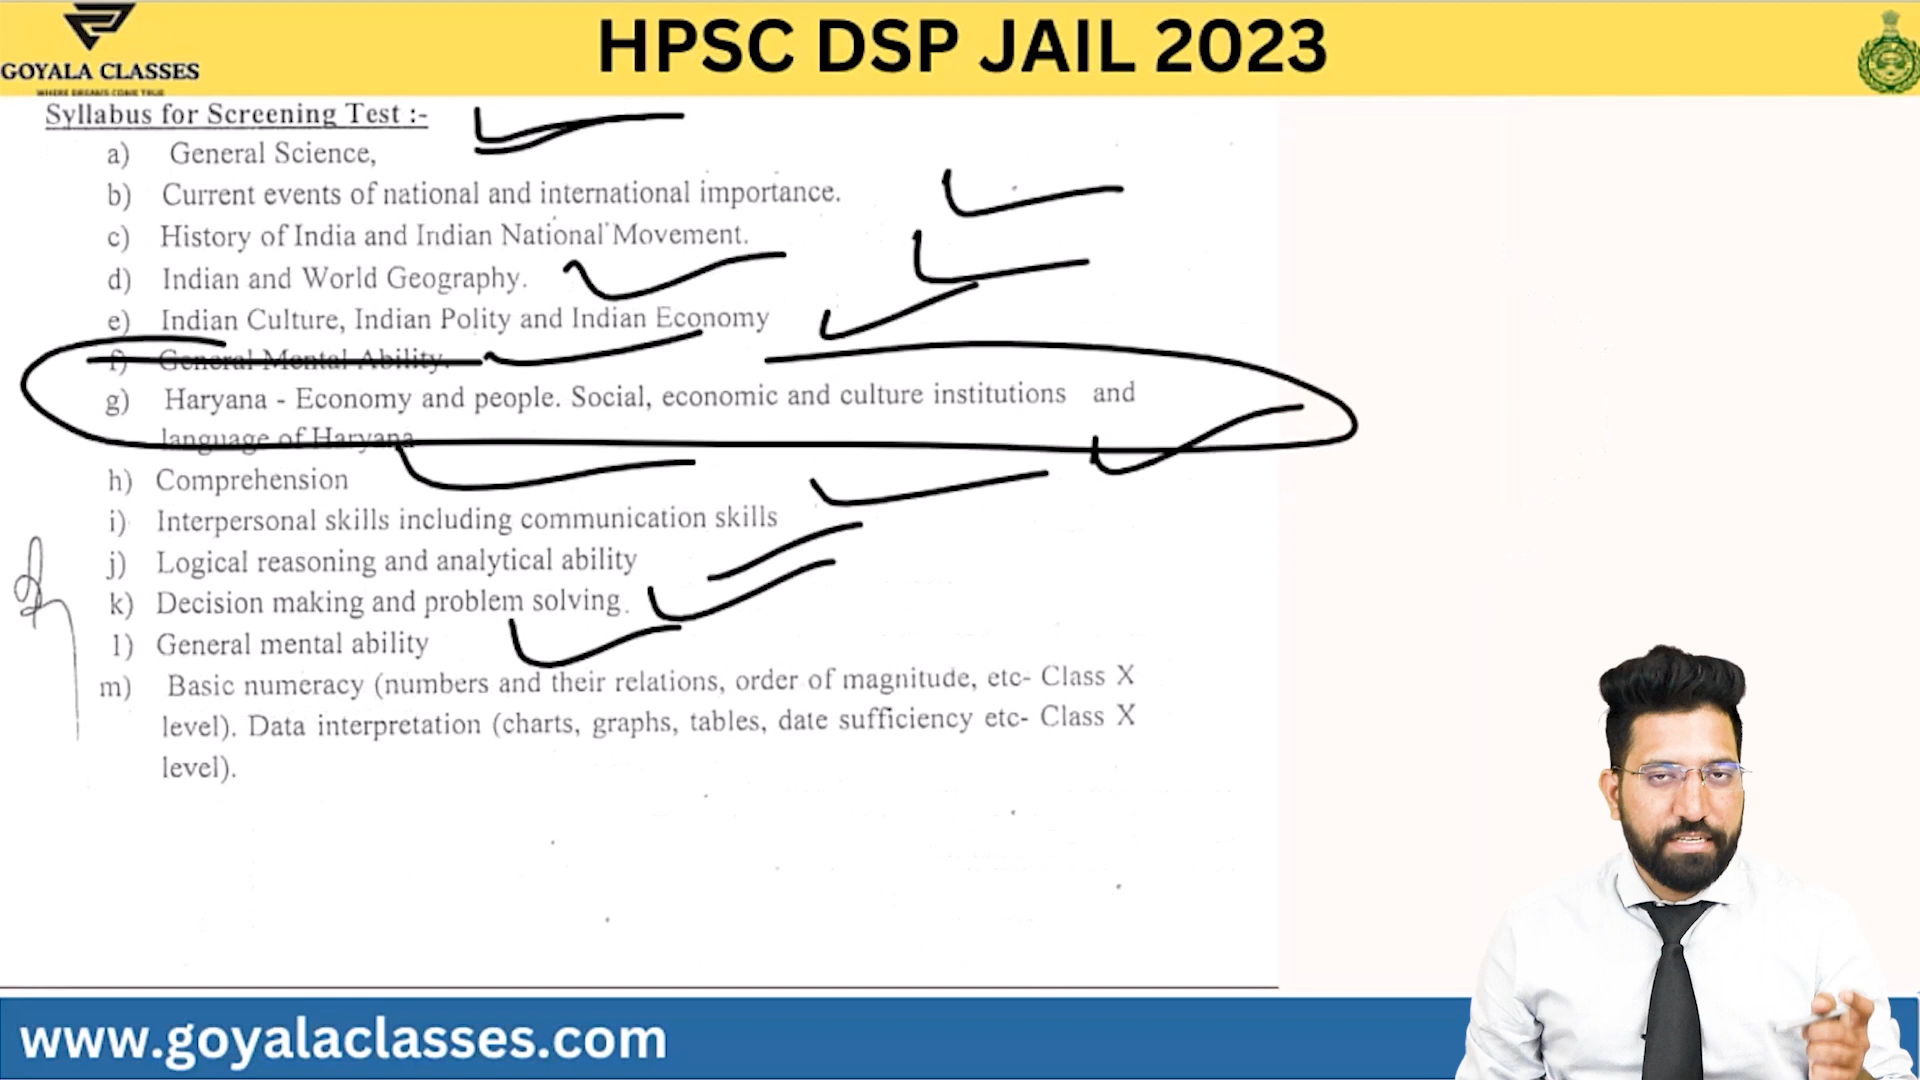 HPSC DSP JAIL 2023
GOYALA CLASSES
WHERE DREAMS COME TRUE
Syllabus for Screening Test :-
a) General Science,
b) Current events of national and international importance.
c) History of India and Indian National Movement.
d) Indian and World Geography.
e) Indian Culture, Indian Polity and Indian Economy
f) General Mental Ability.
g) Haryana - Economy and people. Social, economic and culture institutions and
language of Haryana
h) Comprehension
i) Interpersonal skills including communication skills
j) Logical reasoning and analytical ability
k) Decision making and problem solving.
l) General mental ability
m) Basic numeracy (numbers and their relations, order of magnitude, etc- Class X
level). Data interpretation (charts, graphs, tables, date sufficiency etc- Class X
level).
www.goyalaclasses.com